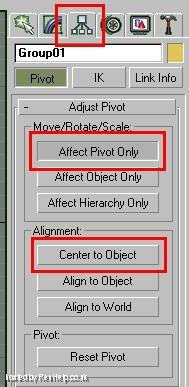 Group01
Pivot IK Link Info
- Adjust Pivot
Move/Rotate/Scale:
Affect Pivot Only
Affect Object Only
Affect Hierarchy Only
Alignment:
Center to Object
Align to Object
Align to World
Pivot:
Reset Pivot